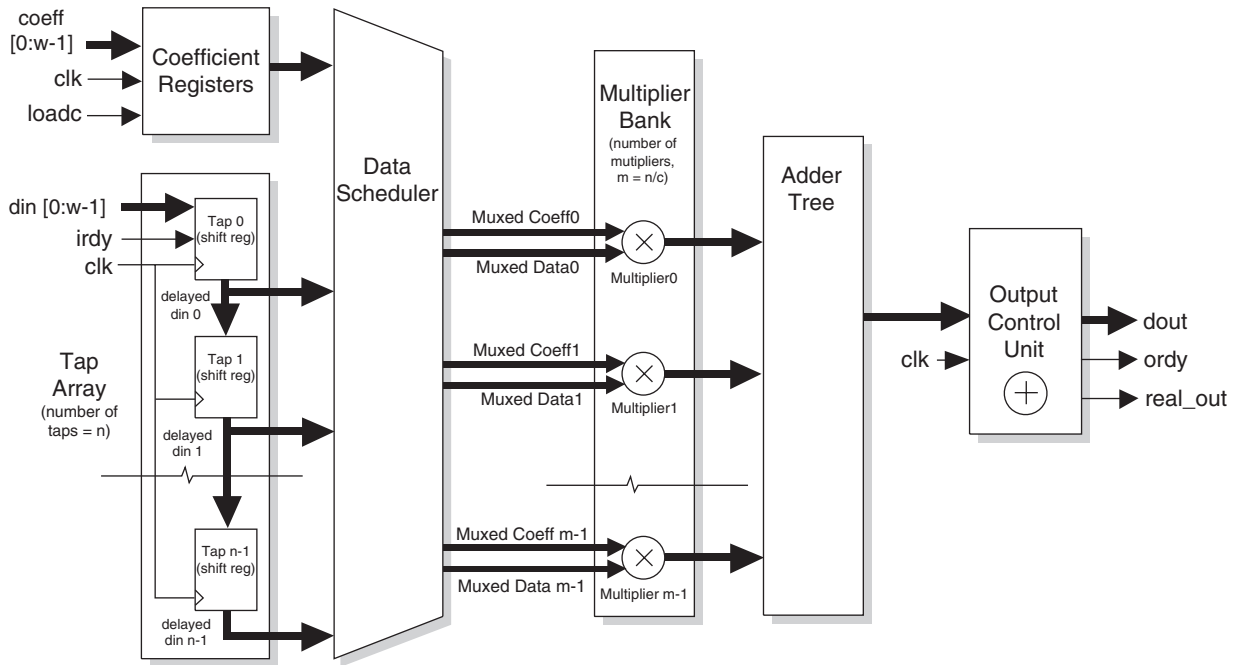 coeff
[0:w-1]
clk
loadc
Coefficient
Registers
din [0:w-1]
irdy
clk
Tap 0
(shift reg)
delayed
din 0
Tap 1
(shift reg)
delayed
din 1
Tap n-1
(shift reg)
delayed
din n-1
Tap
Array
(number of
taps = n)
Data
Scheduler
Muxed Coeff0
Muxed Data0
Muxed Coeff1
Muxed Data1
Muxed Coeff m-1
Muxed Data m-1
Multiplier
Bank
(number of
mutipliers,
m = n/c)
Multiplier0
Multiplier1
Multiplier m-1
Adder
Tree
clk
Output
Control
Unit
dout
ordy
real_out